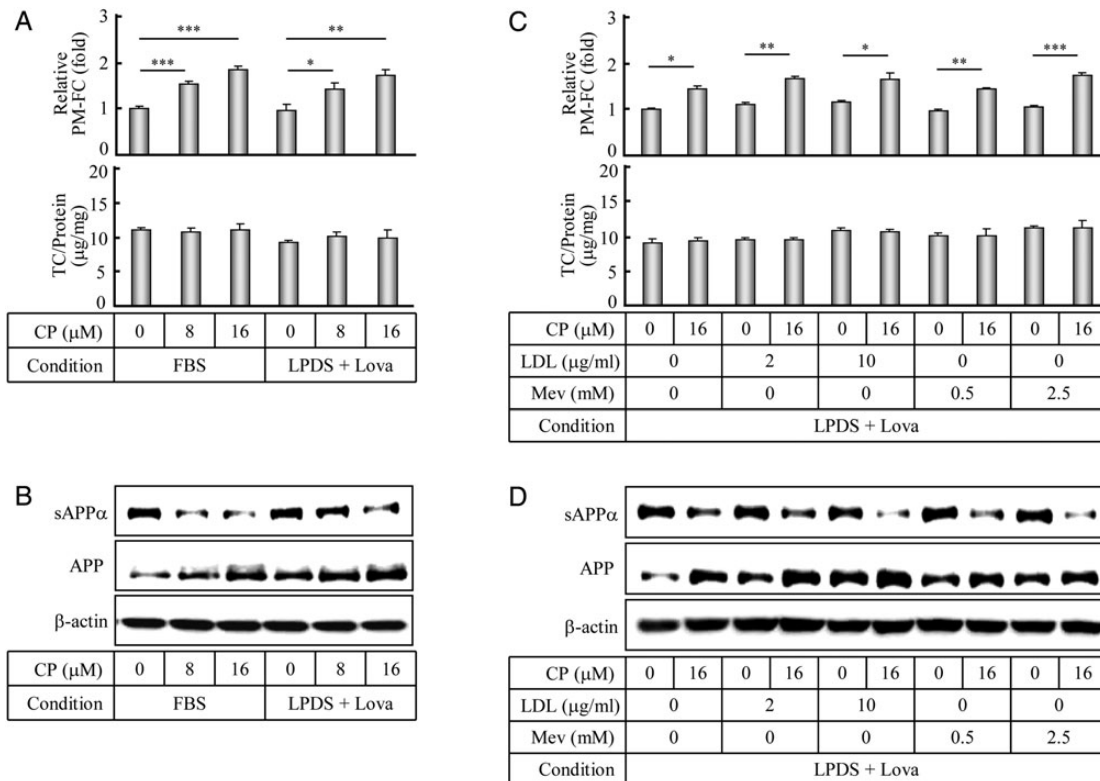 A
Relative
PM-FC (fold)
3
2
1
0
***
***
**
*
TC/Protein
(μg/mg)
20
15
10
5
0
CP (μM) 0 8 16 0 8 16
Condition FBS LPDS + Lova
B
sAPPα
APP
β-actin
CP (μM) 0 8 16 0 8 16
Condition FBS LPDS + Lova
C
Relative
PM-FC (fold)
3
2
1
0
* ** * ** ***
TC/Protein
(μg/mg)
20
15
10
5
0
CP (μM) 0 16 0 16 0 16 0 16 0 16
LDL (μg/ml) 0 2 10 0 0
Mev (mM) 0 0 0 0.5 2.5
Condition LPDS + Lova
D
sAPPα
APP
β-actin
CP (μM) 0 16 0 16 0 16 0 16 0 16
LDL (μg/ml) 0 2 10 0 0
Mev (mM) 0 0 0 0.5 2.5
Condition LPDS + Lova